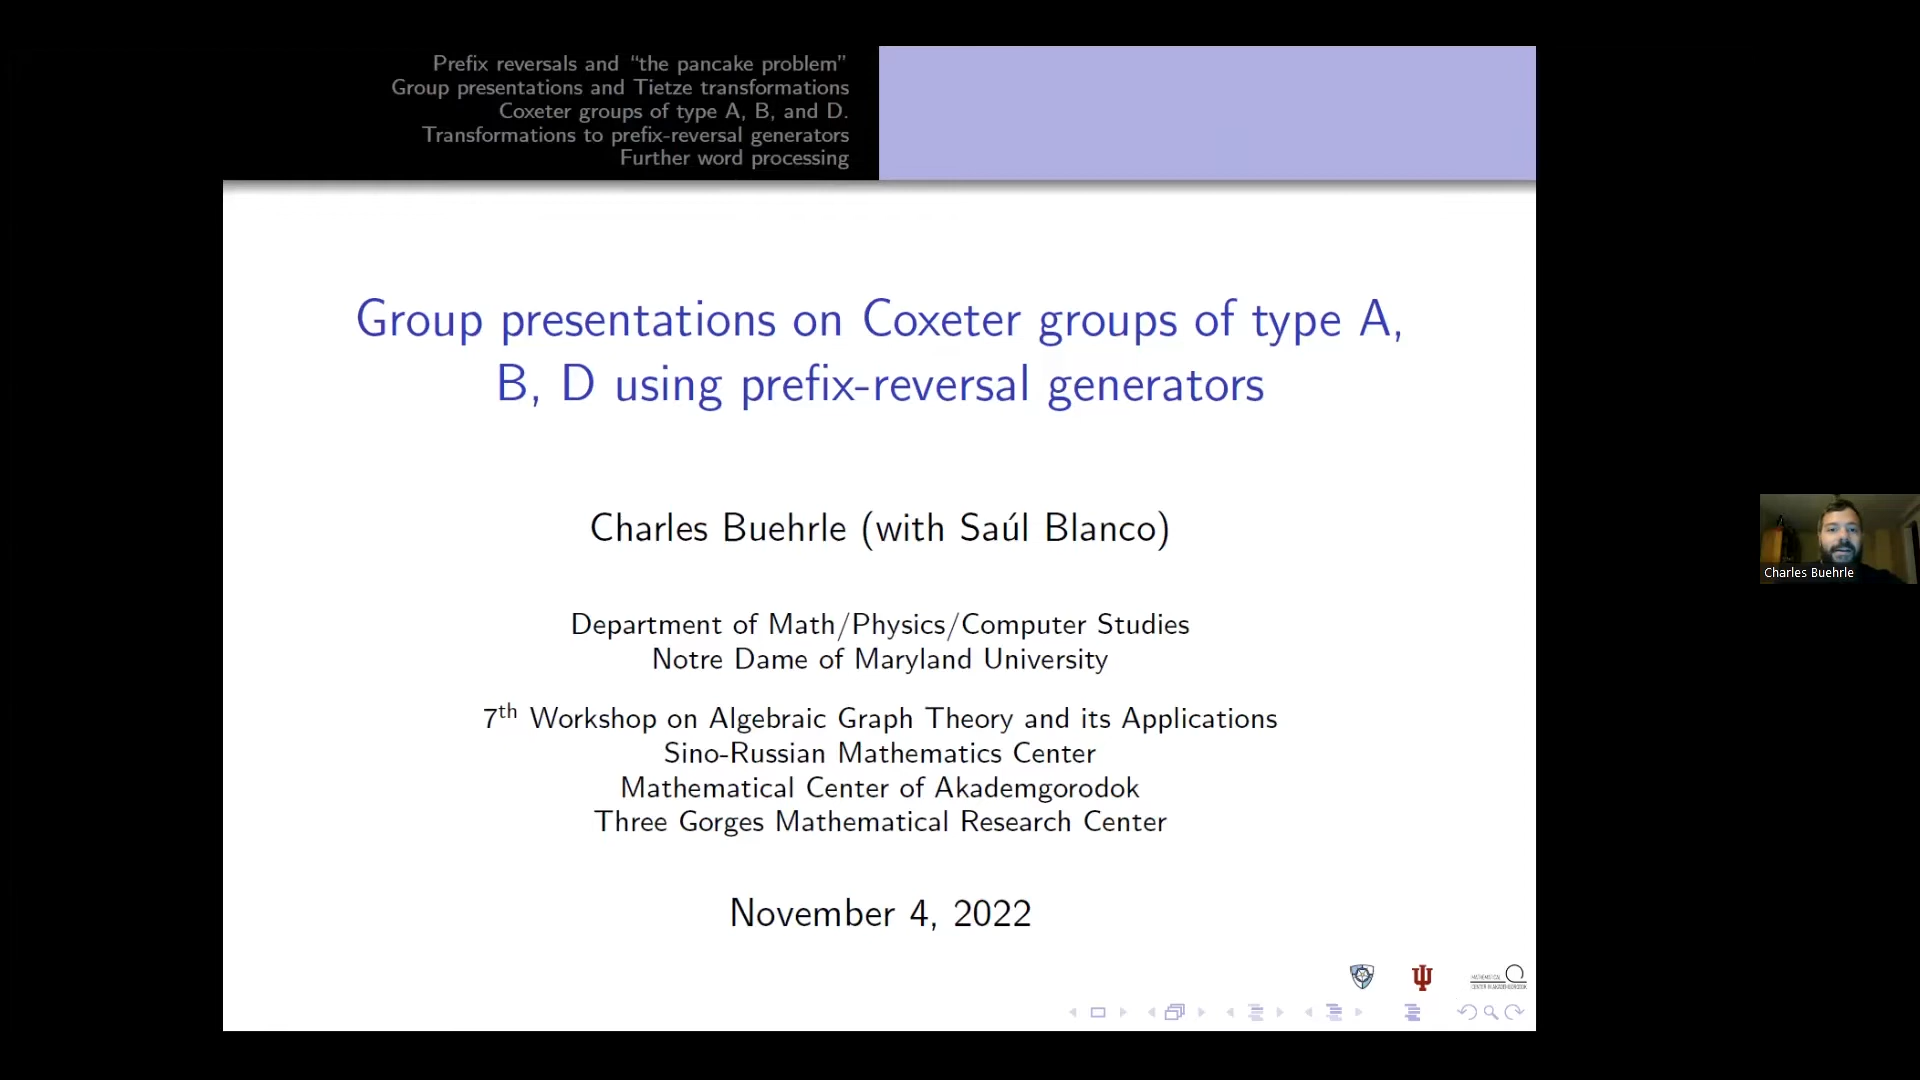 Prefix reversals and “the pancake problem”
Group presentations and Tietze transformations
Coxeter groups of type A, B, and D.
Transformations to prefix-reversal generators
Further word processing
Group presentations on Coxeter groups of type A,
B, D using prefix-reversal generators
Charles Buehrle (with Saúl Blanco)
Department of Math/Physics/Computer Studies
Notre Dame of Maryland University
7th Workshop on Algebraic Graph Theory and its Applications
Sino-Russian Mathematics Center
Mathematical Center of Akademgorodok
Three Gorges Mathematical Research Center
November 4, 2022
Charles Buehrle